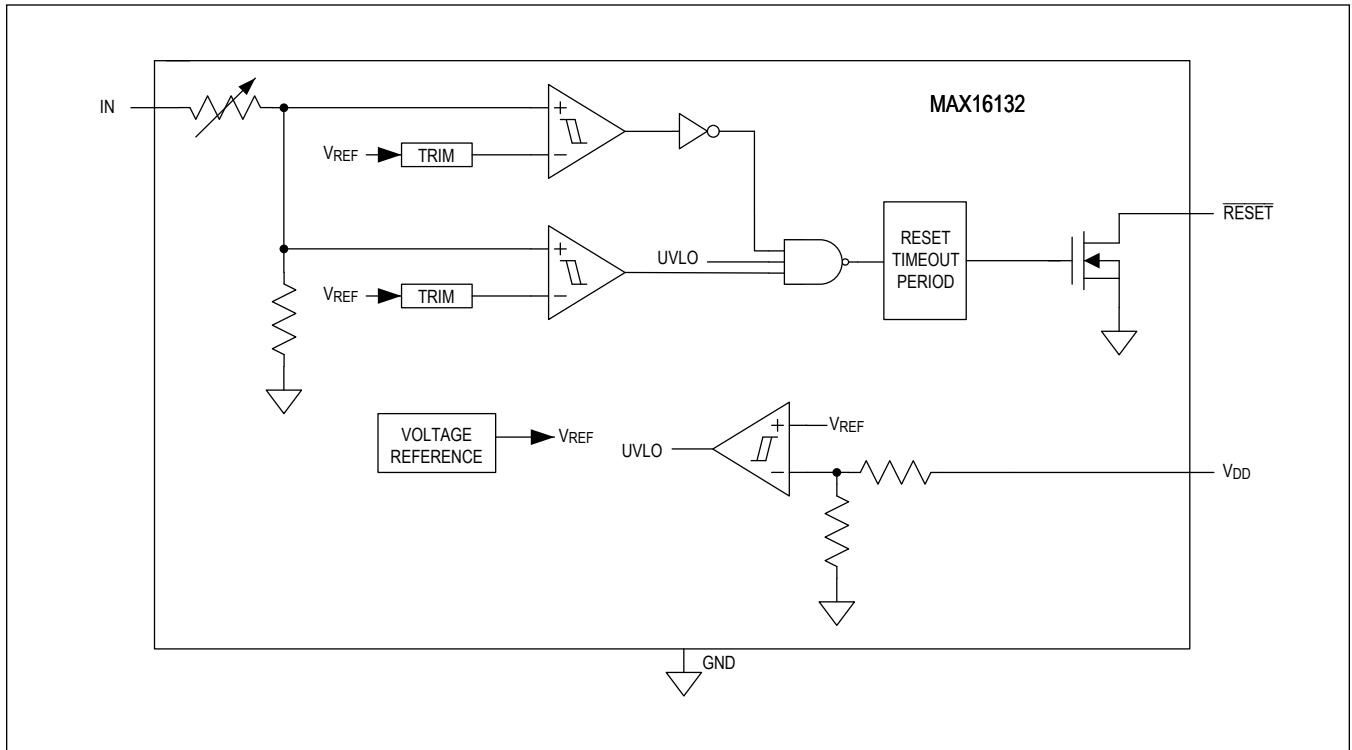 MAX16132
IN
+
VREF
TRIM
−
RESET
UVLO
+
VREF
TRIM
−
RESET
TIMEOUT
PERIOD
VOLTAGE
REFERENCE
VREF
UVLO
+
VREF
−
VDD
GND